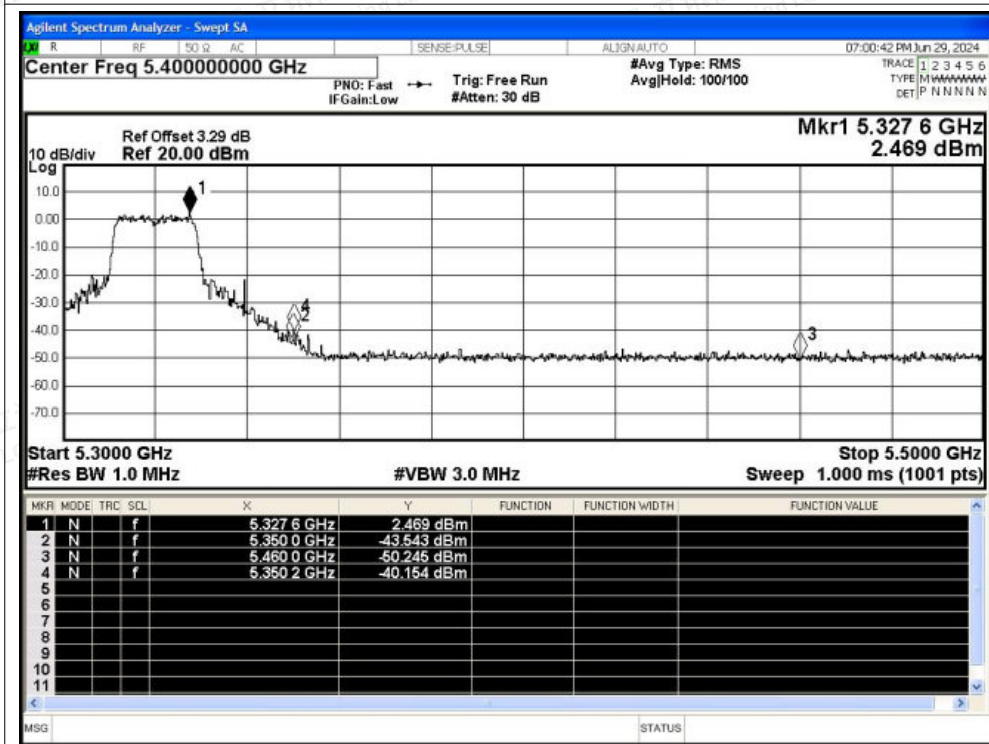 Agilent Spectrum Analyzer - Swept SA
LXI R RF 50 Ω AC SENSE:PULSE ALIGNAUTO 07:00:42 PM Jun 29, 2024
Center Freq 5.400000000 GHz
PNO: Fast
IFGain:Low
Trig: Free Run
#Atten: 30 dB
#Avg Type: RMS
Avg|Hold: 100/100
TRACE 1 2 3 4 5 6
TYPE M WWWWW
DET P N N N N N
Mkr1 5.327 6 GHz
2.469 dBm
Ref Offset 3.29 dB
10 dB/div Ref 20.00 dBm
Log
10.0
0.00
-10.0
-20.0
-30.0
-40.0
-50.0
-60.0
-70.0
1
4
2
3
Start 5.3000 GHz Stop 5.5000 GHz
#Res BW 1.0 MHz #VBW 3.0 MHz Sweep 1.000 ms (1001 pts)
MKR MODE TRC SCL X Y FUNCTION FUNCTION WIDTH FUNCTION VALUE
1 N f 5.327 6 GHz 2.469 dBm
2 N f 5.350 0 GHz -43.543 dBm
3 N f 5.460 0 GHz -50.245 dBm
4 N f 5.350 2 GHz -40.154 dBm
5
6
7
8
9
10
11
MSG STATUS